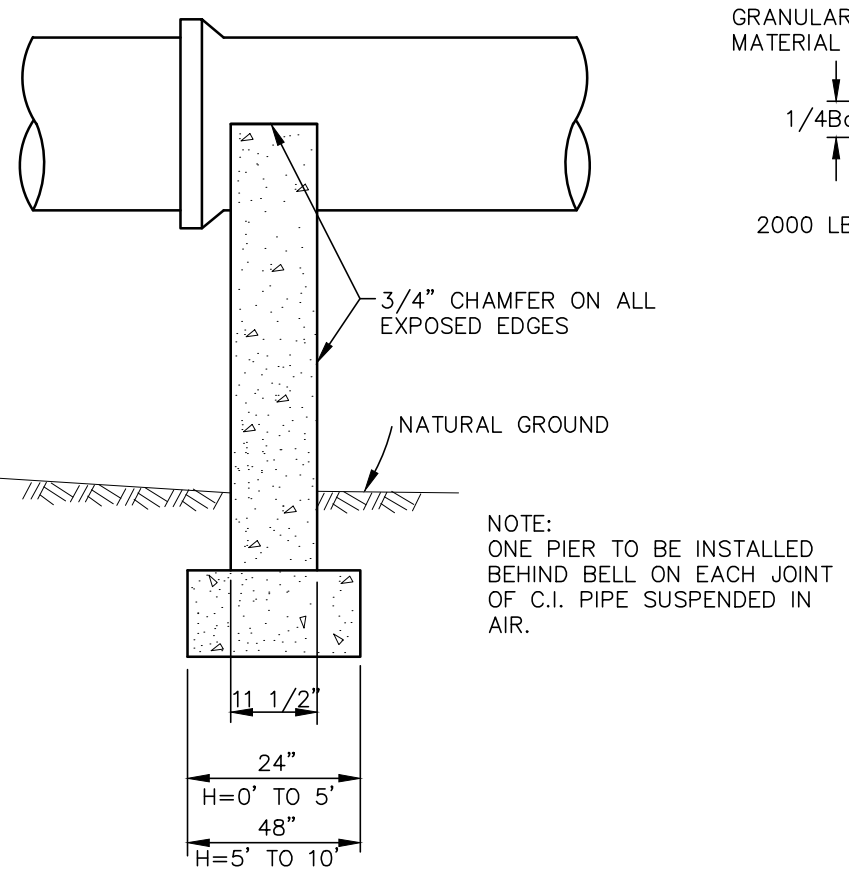 GRANULAR
MATERIAL
1/4Bc
2000 LB
3/4" CHAMFER ON ALL
EXPOSED EDGES
NATURAL GROUND
NOTE:
ONE PIER TO BE INSTALLED
BEHIND BELL ON EACH JOINT
OF C.I. PIPE SUSPENDED IN
AIR.
11 1/2"
24"
H=0' TO 5'
48"
H=5' TO 10'